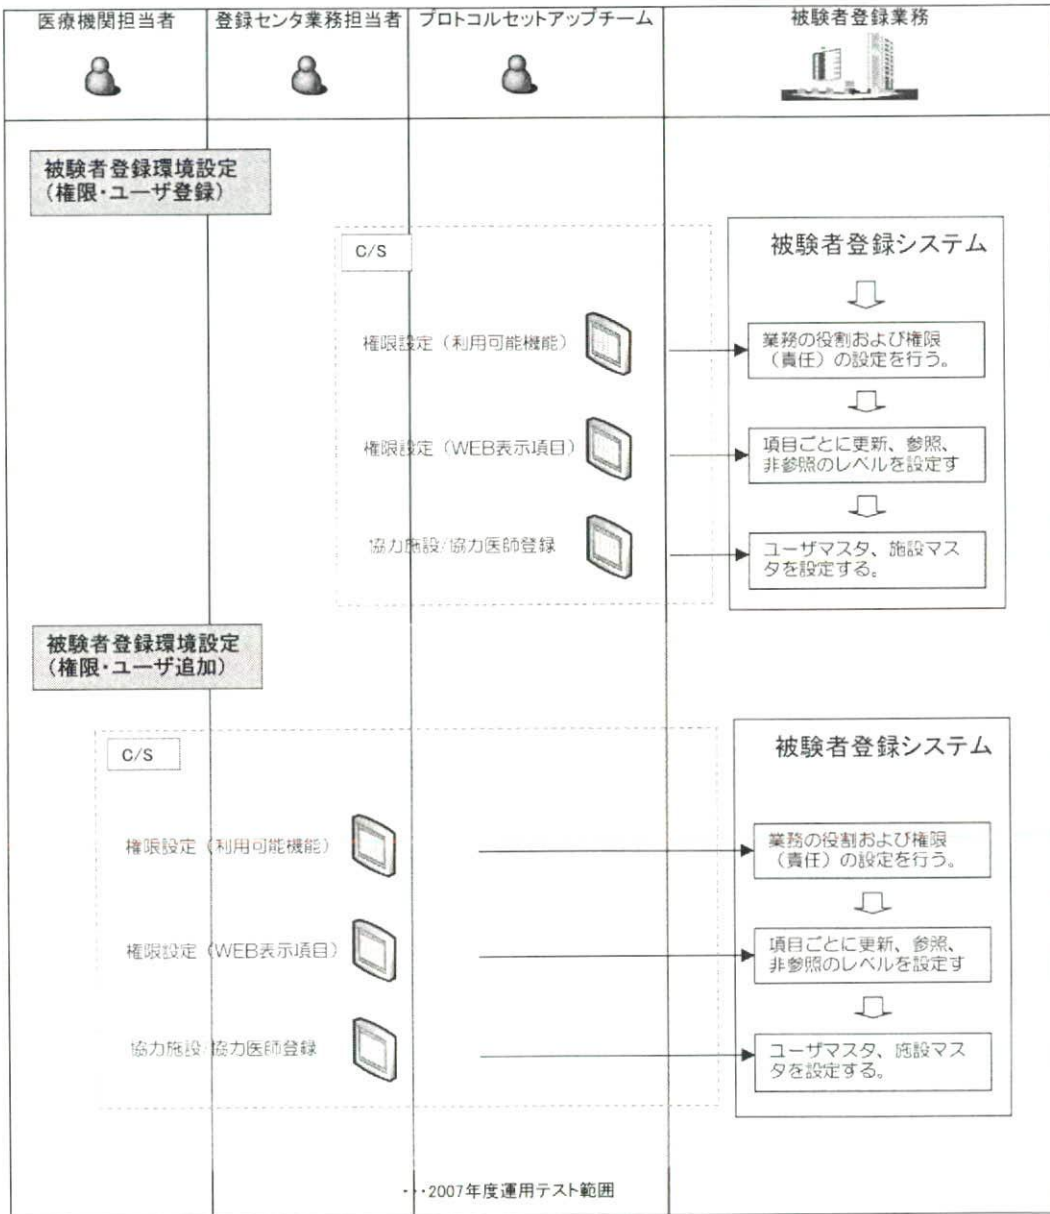 医療機関担当者
登録センタ業務担当者
プロトコルセットアップチーム
被験者登録業務
被験者登録環境設定
(権限・ユーザ登録)
C/S
被験者登録システム
権限設定(利用可能機能)
業務の役割および権限
(責任)の設定を行う。
権限設定(WEB表示項目)
項目ごとに更新、参照、
非参照のレベルを設定す
協力施設/協力医師登録
ユーザマスタ、施設マス
タを設定する。
被験者登録環境設定
(権限・ユーザ追加)
C/S
被験者登録システム
権限設定(利用可能機能)
業務の役割および権限
(責任)の設定を行う。
権限設定(WEB表示項目)
項目ごとに更新、参照、
非参照のレベルを設定す
協力施設/協力医師登録
ユーザマスタ、施設マス
タを設定する。
・・・2007年度運用テスト範囲